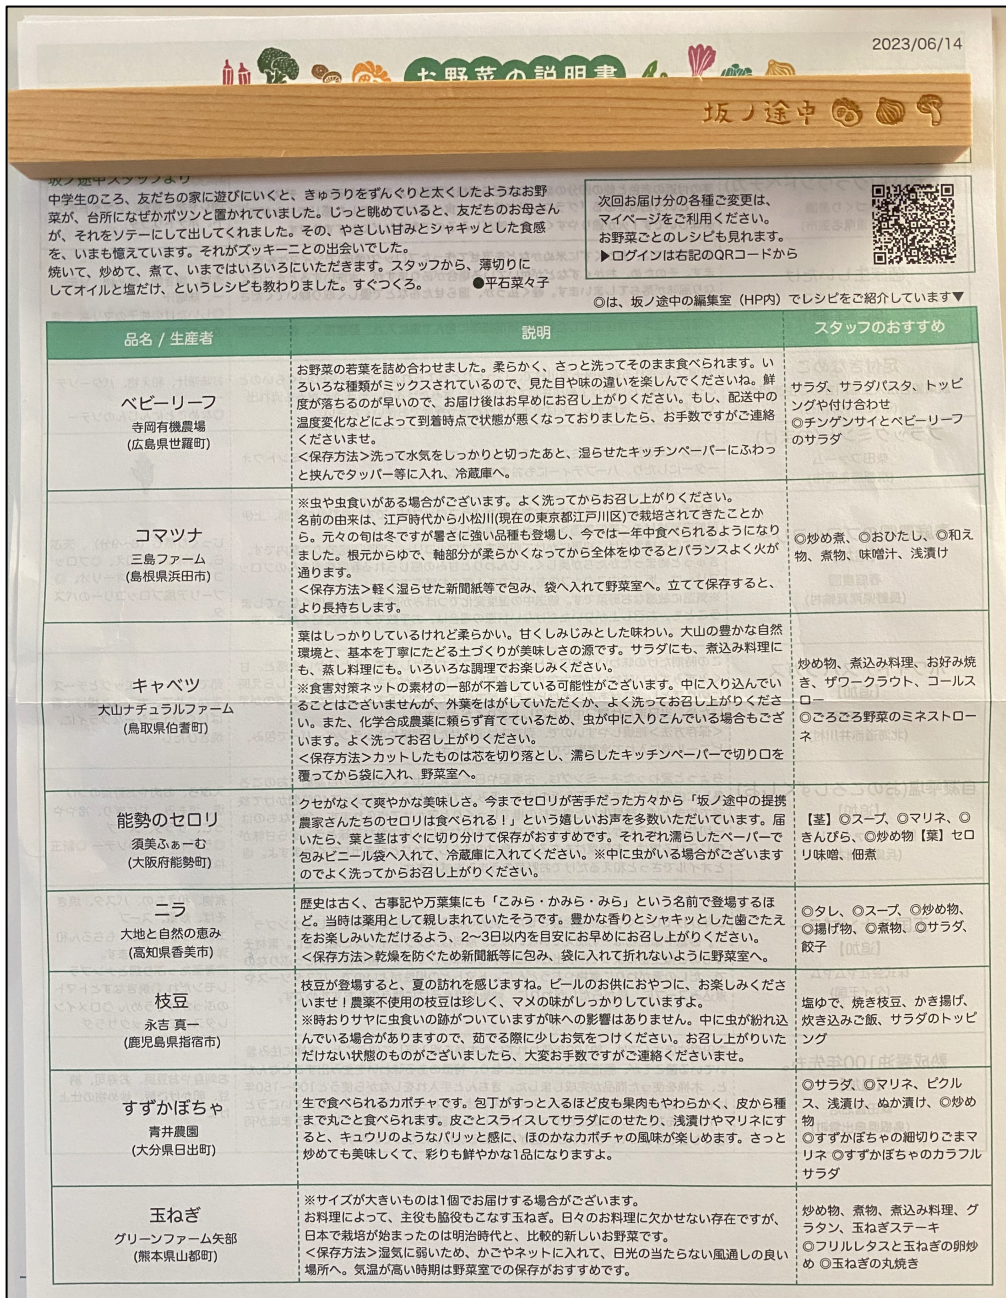 2023/06/14
お野菜の説明書
坂ノ途中
坂ノ途中スタッフより
中学生のころ、友だちの家に遊びにいくと、きゅうりをずんぐりと太くしたようなお野
菜が、台所になぜかポツンと置かれていました。じっと眺めていると、友だちのお母さん
が、それをソテーにして出してくれました。その、やさしい甘みとシャキッとした食感
を、いまも憶えています。それがズッキーニとの出会いでした。
焼いて、炒めて、煮て、いまではいろいろにいただきます。スタッフから、薄切りに
してオイルと塩だけ、というレシピも教わりました。すぐつくろ。 ●平石菜々子
次回お届け分の各種ご変更は、
マイページをご利用ください。
お野菜ごとのレシピも見れます。
▶ログインは右記のQRコードから
◎は、坂ノ途中の編集室（HP内）でレシピをご紹介しています▼
品名 / 生産者
説明
スタッフのおすすめ
ベビーリーフ
寺岡有機農場
(広島県世羅町)
お野菜の若葉を詰め合わせました。柔らかく、さっと洗ってそのまま食べられます。い
ろいろな種類がミックスされているので、見た目や味の違いを楽しんでくださいね。鮮
度が落ちるのが早いので、お届け後はお早めにお召し上がりください。もし、配送中の
温度変化などによって到着時点で状態が悪くなっておりましたら、お手数ですがご連絡
くださいませ。
＜保存方法＞洗って水気をしっかりと切ったあと、湿らせたキッチンペーパーにふわっ
と挟んでタッパー等に入れ、冷蔵庫へ。
サラダ、サラダパスタ、トッピ
ングや付け合わせ
◎チンゲンサイとベビーリーフ
のサラダ
コマツナ
三島ファーム
(島根県浜田市)
※虫や虫食いがある場合がございます。よく洗ってからお召し上がりください。
名前の由来は、江戸時代から小松川(現在の東京都江戸川区)で栽培されてきたことか
ら。元々の旬は冬ですが暑さに強い品種も登場し、今では一年中食べられるようになり
ました。根元からゆで、軸部分が柔らかくなってから全体をゆでるとバランスよく火が
通ります。
＜保存方法＞軽く湿らせた新聞紙等で包み、袋へ入れて野菜室へ。立てて保存すると、
より長持ちします。
◎炒め煮、◎おひたし、◎和え
物、煮物、味噌汁、浅漬け
キャベツ
大山ナチュラルファーム
(鳥取県伯耆町)
葉はしっかりしているけれど柔らかい。甘くしみじみとした味わい。大山の豊かな自然
環境と、基本を丁寧にたどる土づくりが美味しさの源です。サラダにも、煮込み料理に
も、蒸し料理にも、いろいろな調理でお楽しみください。
※食害対策ネットの素材の一部が不着している可能性がございます。中に入り込んでい
ることはございませんが、外葉をはがしていただくか、よく洗ってお召し上がりくださ
い。また、化学合成農薬に頼らず育てているため、虫が中に入りこんでいる場合もござ
います。よく洗ってお召し上がりください。
＜保存方法＞カットしたものは芯を切り落とし、濡らしたキッチンペーパーで切り口を
覆ってから袋に入れ、野菜室へ。
炒め物、煮込み料理、お好み焼
き、ザワークラウト、コールス
ロー
◎ごろごろ野菜のミネストロー
ネ
能勢のセロリ
須美ふぁーむ
(大阪府能勢町)
クセがなくて爽やかな美味しさ。今までセロリが苦手だった方々から「坂ノ途中の提携
農家さんたちのセロリは食べられる！」という嬉しいお声を多数いただいています。届
いたら、葉と茎はすぐに切り分けて保存がおすすめです。それぞれ濡らしたペーパーで
包みビニール袋へ入れて、冷蔵庫に入れてください。※中に虫がいる場合がございます
のでよく洗ってからお召し上がりください。
【茎】◎スープ、◎マリネ、◎
きんぴら、◎炒め物【葉】セロ
リ味噌、佃煮
ニラ
大地と自然の恵み
(高知県香美市)
歴史は古く、古事記や万葉集にも「こみら・かみら・みら」という名前で登場するほ
ど。当時は薬用として親しまれていたそうです。豊かな香りとシャキッとした歯ごたえ
をお楽しみいただけるよう、2〜3日以内を目安にお早めにお召し上がりください。
＜保存方法＞乾燥を防ぐため新聞紙等に包み、袋に入れて折れないように野菜室へ。
◎タレ、◎スープ、◎炒め物、
◎揚げ物、◎煮物、◎サラダ、
餃子
枝豆
永吉 真一
(鹿児島県指宿市)
枝豆が登場すると、夏の訪れを感じますね。ビールのお供におやつに、お楽しみくださ
いませ！農薬不使用の枝豆は珍しく、マメの味がしっかりしていますよ。
※時おりサヤに虫食いの跡がついていますが味への影響はありません。中に虫が紛れ込
んでいる場合がありますので、茹でる際に少しお気をつけください。お召し上がりいた
だけない状態のものがございましたら、大変お手数ですがご連絡くださいませ。
塩ゆで、焼き枝豆、かき揚げ、
炊き込みご飯、サラダのトッピ
ング
すずかぼちゃ
青井農園
(大分県日出町)
生で食べられるカボチャです。包丁がすっと入るほど皮も果肉もやわらかく、皮から種
まで丸ごと食べられます。皮ごとスライスしてサラダにのせたり、浅漬けやマリネにす
ると、キュウリのようなパリッと感に、ほのかなカボチャの風味が楽しめます。さっと
炒めても美味しくて、彩りも鮮やかな1品になりますよ。
◎サラダ、◎マリネ、ピクル
ス、浅漬け、ぬか漬け、◎炒め
物
◎すずかぼちゃの細切りごまマ
リネ ◎すずかぼちゃのカラフル
サラダ
玉ねぎ
グリーンファーム矢部
(熊本県山都町)
※サイズが大きいものは1個でお届けする場合がございます。
お料理によって、主役も脇役もこなす玉ねぎ。日々のお料理に欠かせない存在ですが、
日本で栽培が始まったのは明治時代と、比較的新しいお野菜です。
＜保存方法＞湿気に弱いため、かごやネットに入れて、日光の当たらない風通しの良い
場所へ。気温が高い時期は野菜室での保存がおすすめです。
炒め物、煮物、煮込み料理、グ
ラタン、玉ねぎステーキ
◎フリルレタスと玉ねぎの卵炒
め ◎玉ねぎの丸焼き